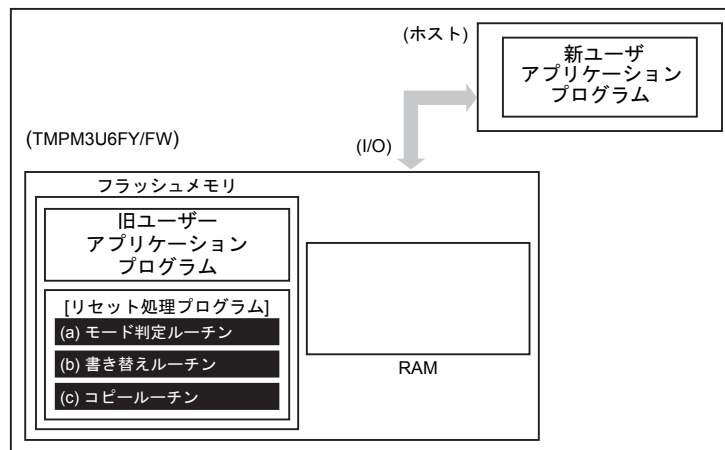 (ホスト)
新ユーザ
アプリケーション
プログラム
(TMPM3U6FY/FW)
(I/O)
フラッシュメモリ
旧ユーザー
アプリケーション
プログラム
[リセット処理プログラム]
(a) モード判定ルーチン
(b) 書き替えルーチン
(c) コピールーチン
RAM